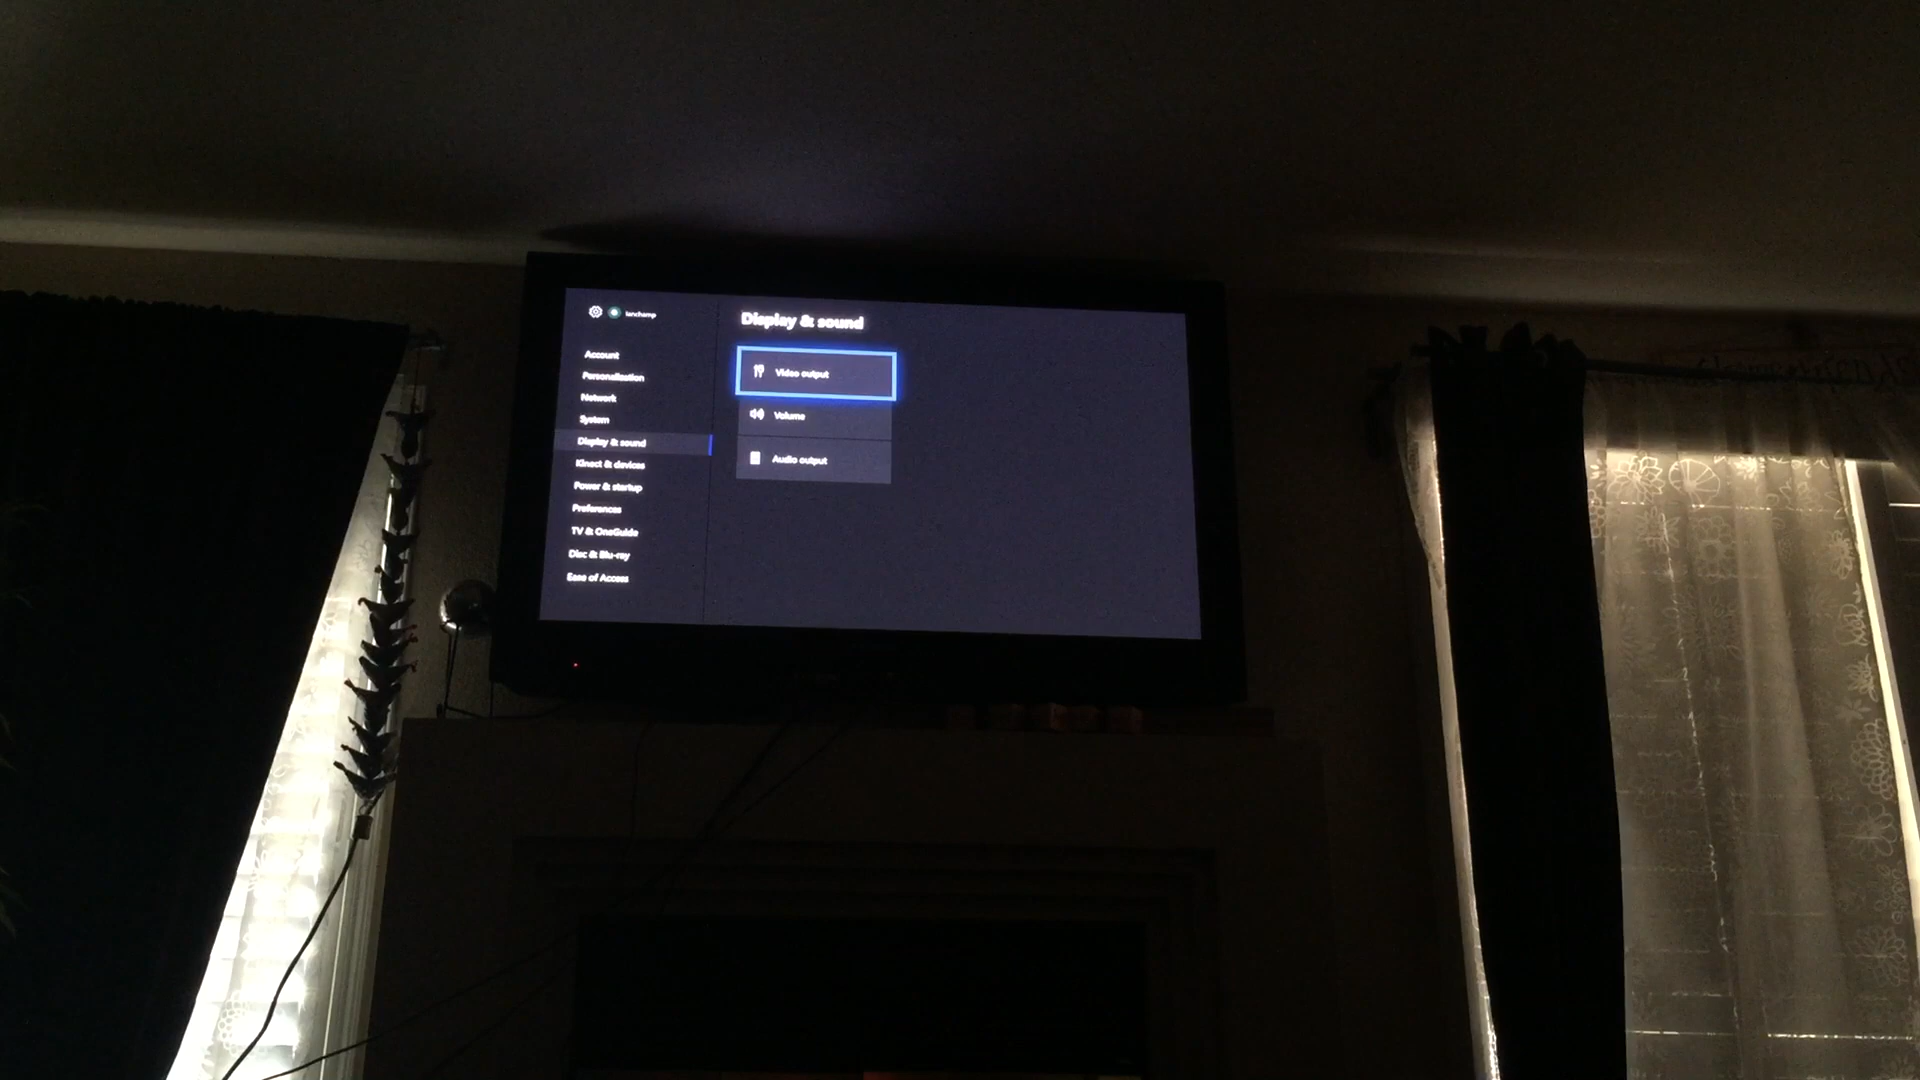 Ianchamp
Account
Personalization
Network
System
Display & sound
Kinect & devices
Power & startup
Preferences
TV & OneGuide
Disc & Blu-ray
Ease of Access
Display & sound
Video output
Volume
Audio output